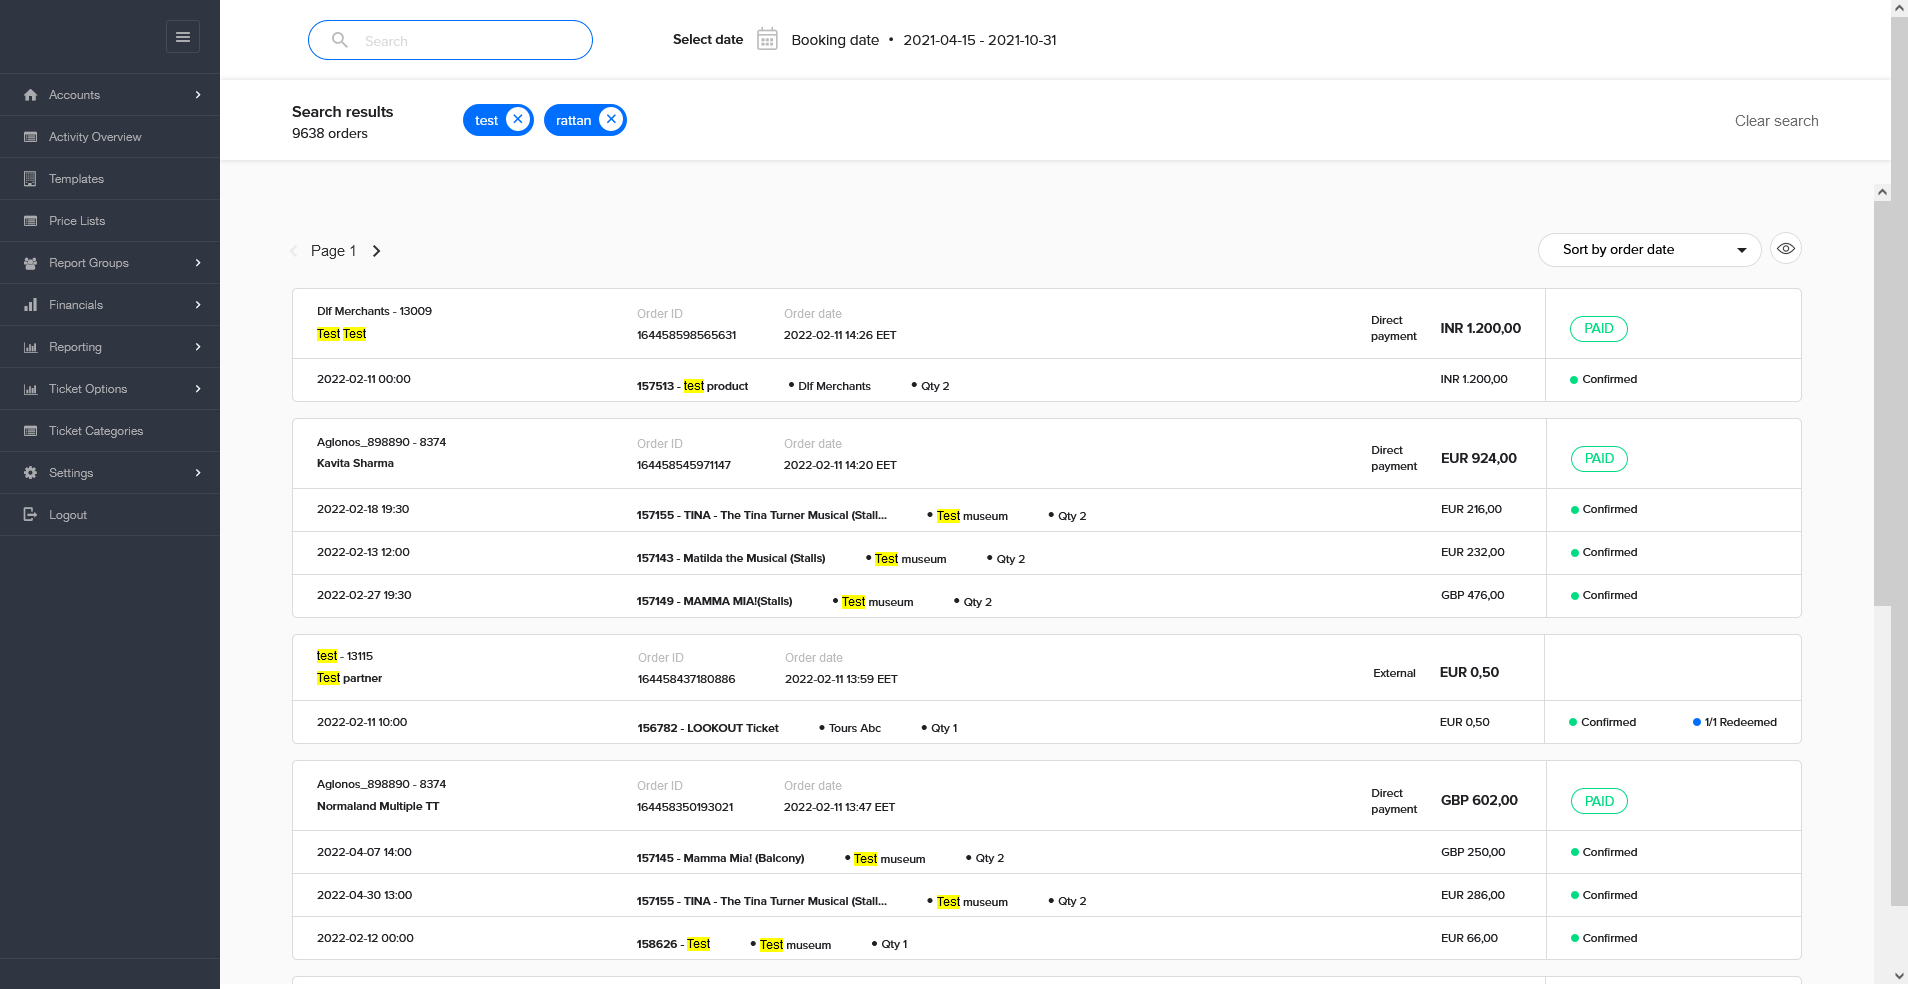 Search
Select date
Booking date • 2021-04-15 - 2021-10-31
Accounts
Activity Overview
Templates
Price Lists
Report Groups
Financials
Reporting
Ticket Options
Ticket Categories
Settings
Logout
Search results
9638 orders
test
rattan
Clear search
Page 1
Sort by order date
Dlf Merchants - 13009
Test Test
Order ID
164458598565631
Order date
2022-02-11 14:26 EET
Direct
payment
INR 1.200,00
PAID
2022-02-11 00:00
157513 - test product • Dlf Merchants • Qty 2
INR 1.200,00
Confirmed
Aglonos_898890 - 8374
Kavita Sharma
Order ID
164458545971147
Order date
2022-02-11 14:20 EET
Direct
payment
EUR 924,00
PAID
2022-02-18 19:30
157155 - TINA - The Tina Turner Musical (Stall... • Test museum • Qty 2
EUR 216,00
Confirmed
2022-02-13 12:00
157143 - Matilda the Musical (Stalls) • Test museum • Qty 2
EUR 232,00
Confirmed
2022-02-27 19:30
157149 - MAMMA MIA!(Stalls) • Test museum • Qty 2
GBP 476,00
Confirmed
test - 13115
Test partner
Order ID
164458437180886
Order date
2022-02-11 13:59 EET
External
EUR 0,50
2022-02-11 10:00
156782 - LOOKOUT Ticket • Tours Abc • Qty 1
EUR 0,50
Confirmed
1/1 Redeemed
Aglonos_898890 - 8374
Normaland Multiple TT
Order ID
164458350193021
Order date
2022-02-11 13:47 EET
Direct
payment
GBP 602,00
PAID
2022-04-07 14:00
157145 - Mamma Mia! (Balcony) • Test museum • Qty 2
GBP 250,00
Confirmed
2022-04-30 13:00
157155 - TINA - The Tina Turner Musical (Stall... • Test museum • Qty 2
EUR 286,00
Confirmed
2022-02-12 00:00
158626 - Test • Test museum • Qty 1
EUR 66,00
Confirmed